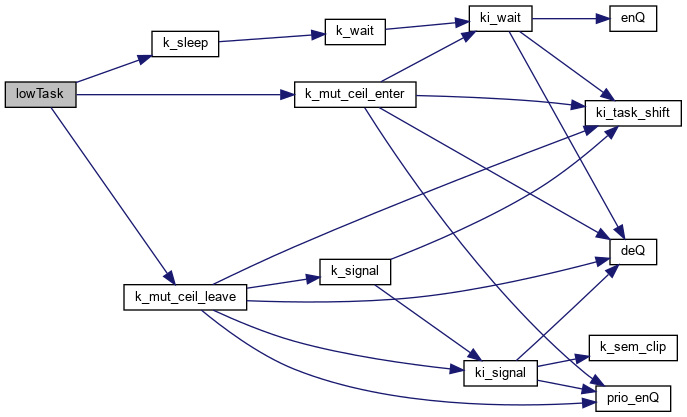 ki_wait
enQ
k_wait
k_sleep
lowTask
k_mut_ceil_enter
ki_task_shift
deQ
k_signal
k_mut_ceil_leave
k_sem_clip
ki_signal
prio_enQ